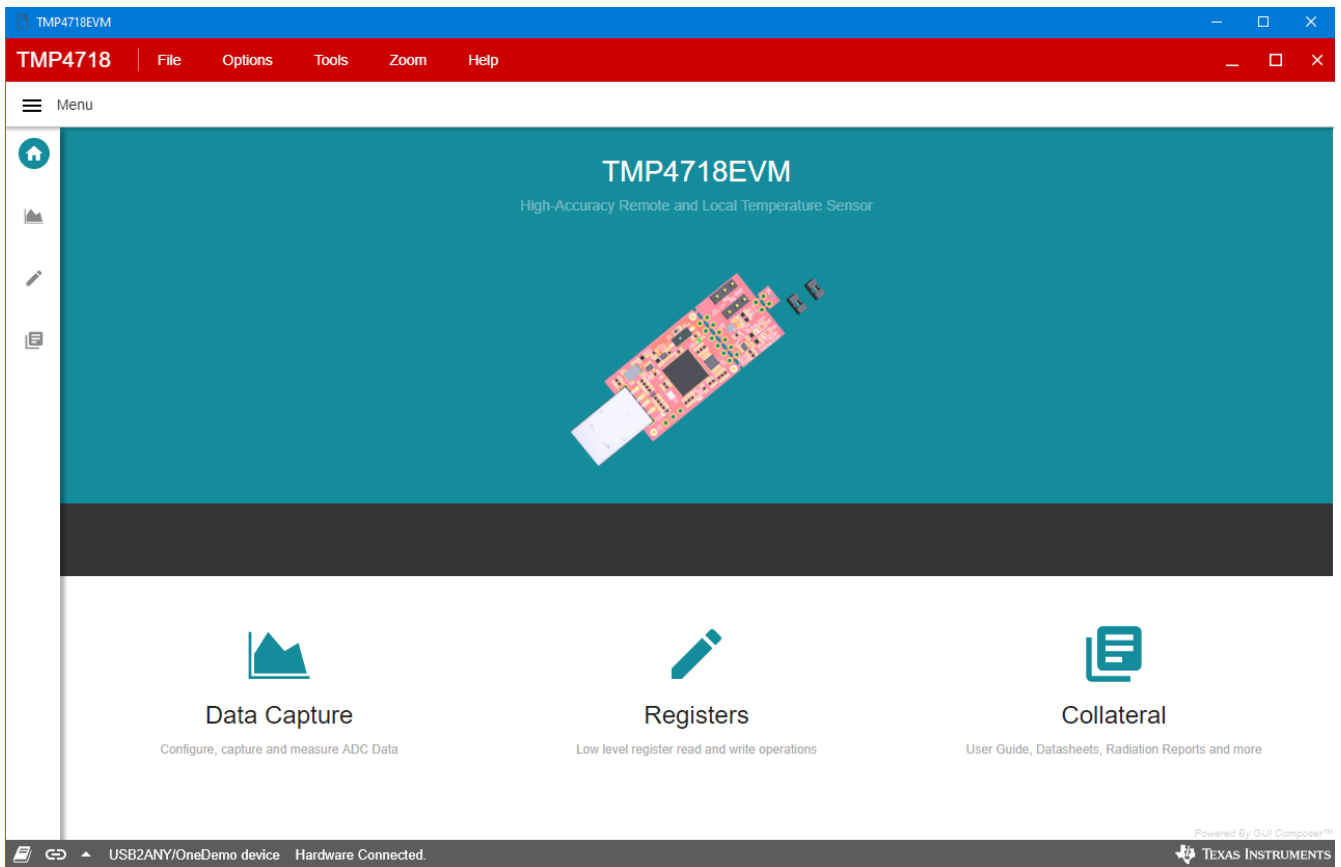 TMP4718EVM
TMP4718 File Options Tools Zoom Help
Menu
TMP4718EVM
High-Accuracy Remote and Local Temperature Sensor
Data Capture
Configure, capture and measure ADC Data
Registers
Low level register read and write operations
Collateral
User Guide, Datasheets, Radiation Reports and more
Powered By GUI Composer™
USB2ANY/OneDemo device Hardware Connected.
TEXAS INSTRUMENTS